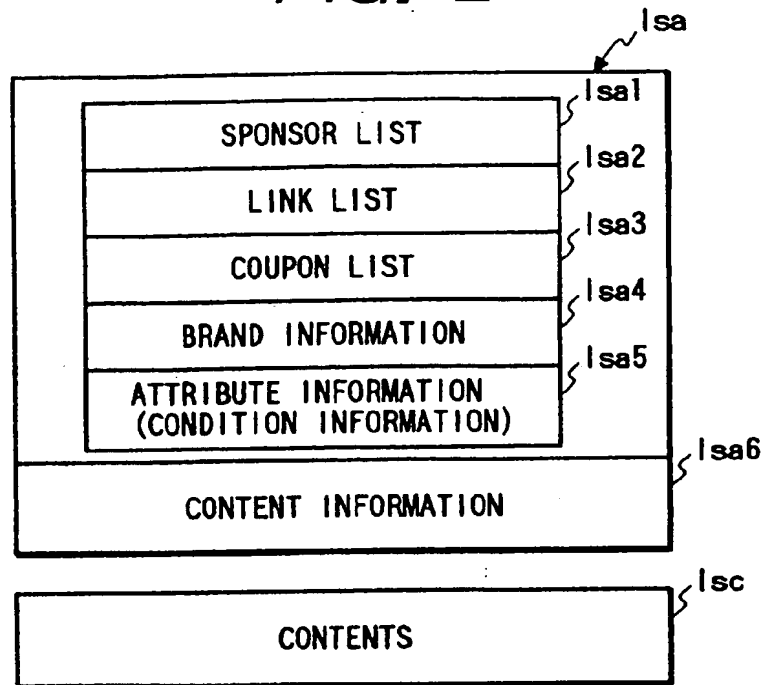 Isa
SPONSOR LIST
Isa1
LINK LIST
Isa2
COUPON LIST
Isa3
BRAND INFORMATION
Isa4
ATTRIBUTE INFORMATION
(CONDITION INFORMATION)
Isa5
CONTENT INFORMATION
Isa6
CONTENTS
Isc